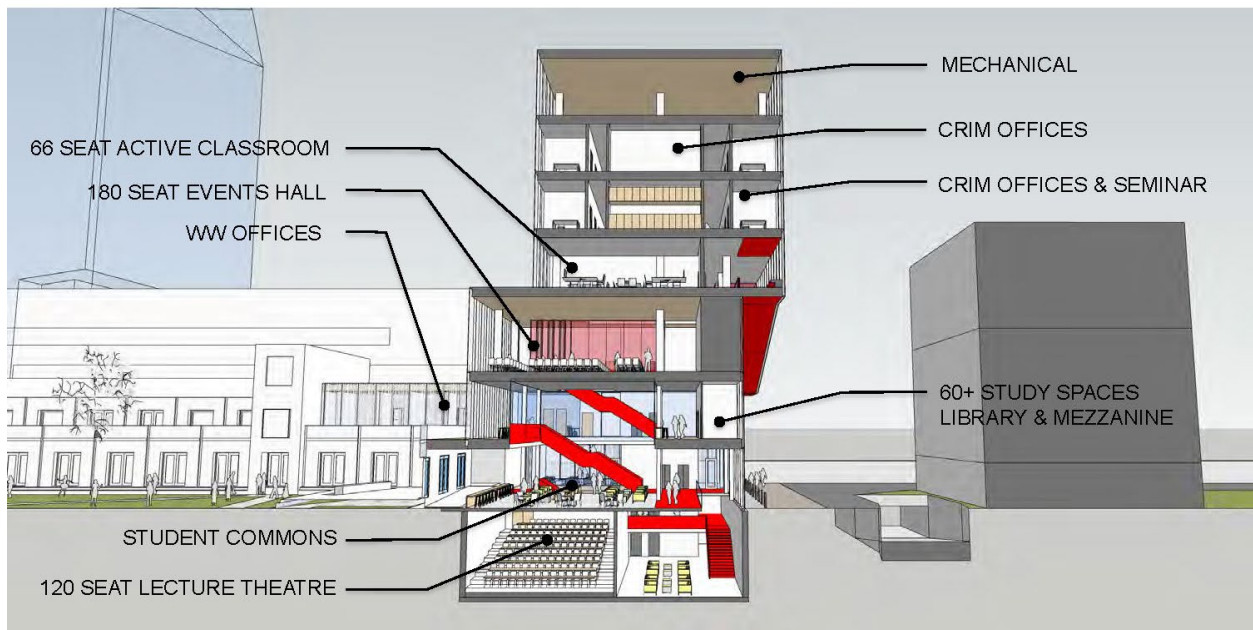 MECHANICAL
CRIM OFFICES
66 SEAT ACTIVE CLASSROOM
180 SEAT EVENTS HALL
CRIM OFFICES & SEMINAR
WW OFFICES
60+ STUDY SPACES
LIBRARY & MEZZANINE
STUDENT COMMONS
120 SEAT LECTURE THEATRE